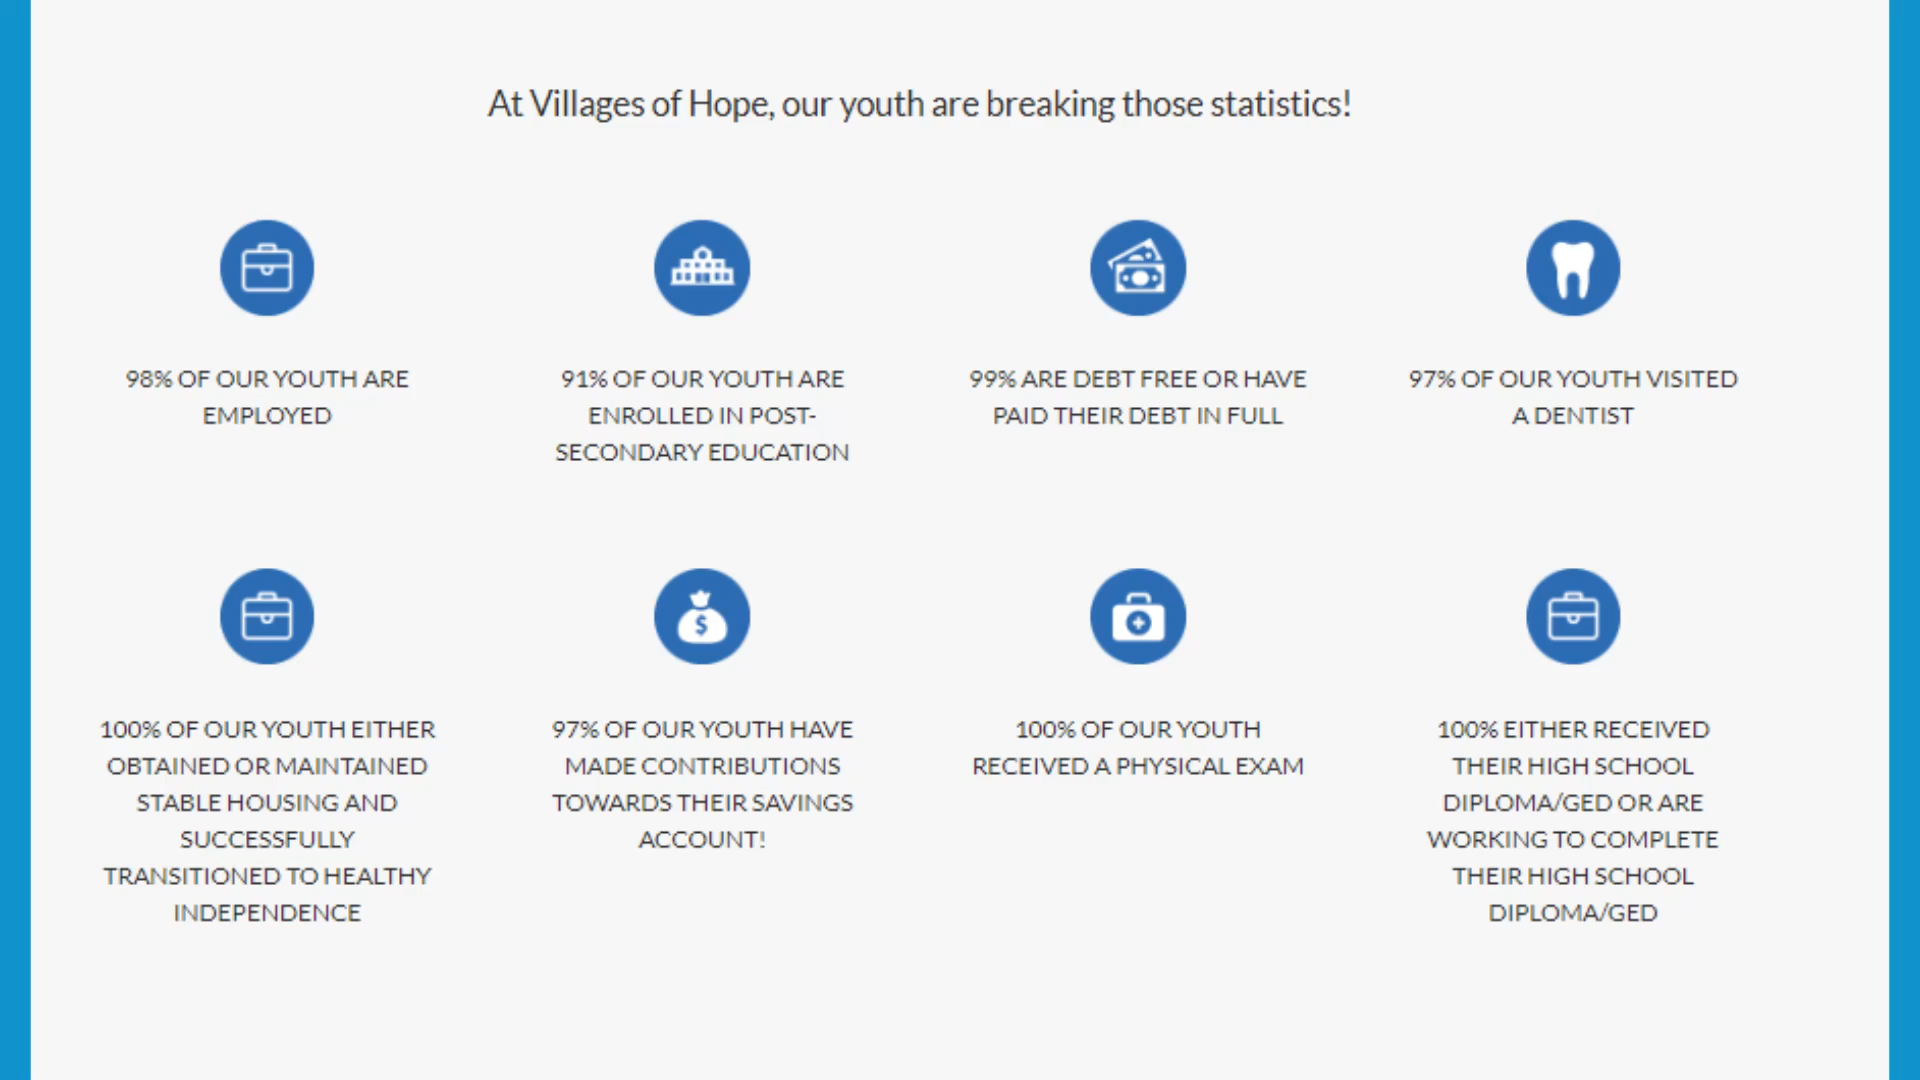 At Villages of Hope, our youth are breaking those statistics!
98% OF OUR YOUTH ARE
EMPLOYED
91% OF OUR YOUTH ARE
ENROLLED IN POST-
SECONDARY EDUCATION
99% ARE DEBT FREE OR HAVE
PAID THEIR DEBT IN FULL
97% OF OUR YOUTH VISITED
A DENTIST
100% OF OUR YOUTH EITHER
OBTAINED OR MAINTAINED
STABLE HOUSING AND
SUCCESSFULLY
TRANSITIONED TO HEALTHY
INDEPENDENCE
$
97% OF OUR YOUTH HAVE
MADE CONTRIBUTIONS
TOWARDS THEIR SAVINGS
ACCOUNT!
100% OF OUR YOUTH
RECEIVED A PHYSICAL EXAM
100% EITHER RECEIVED
THEIR HIGH SCHOOL
DIPLOMA/GED OR ARE
WORKING TO COMPLETE
THEIR HIGH SCHOOL
DIPLOMA/GED